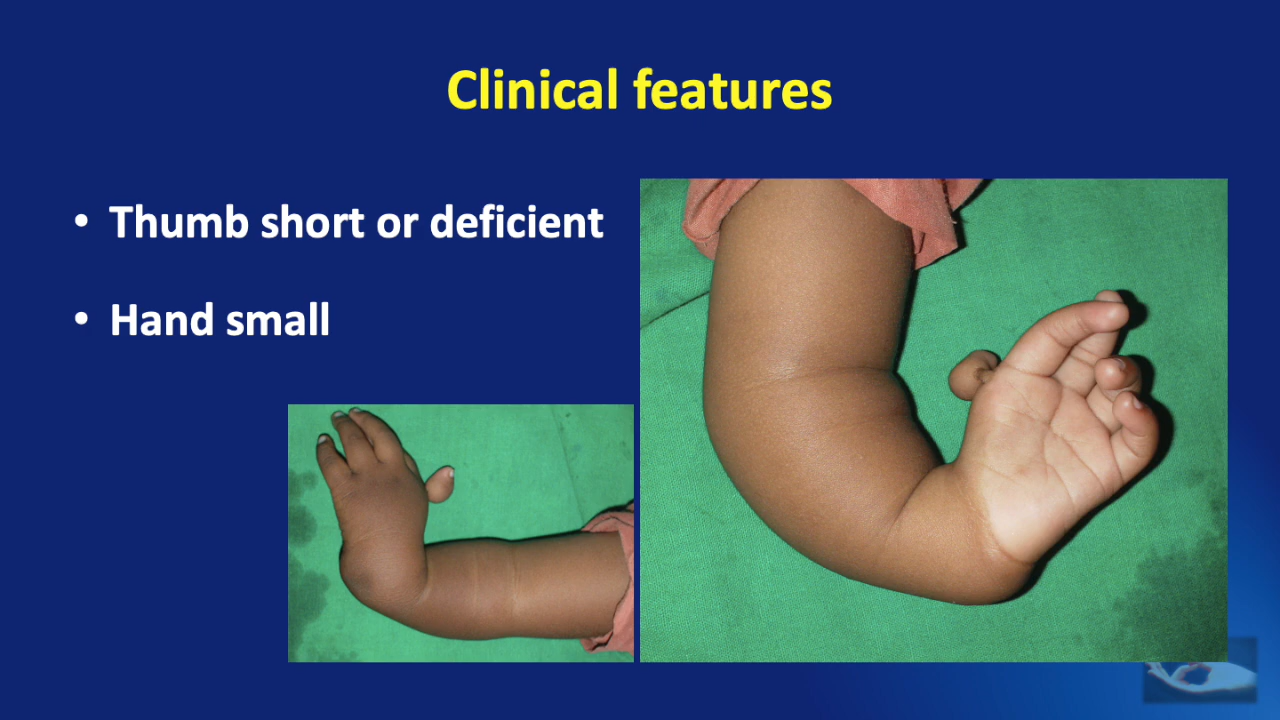 Clinical features
• Thumb short or deficient
• Hand small